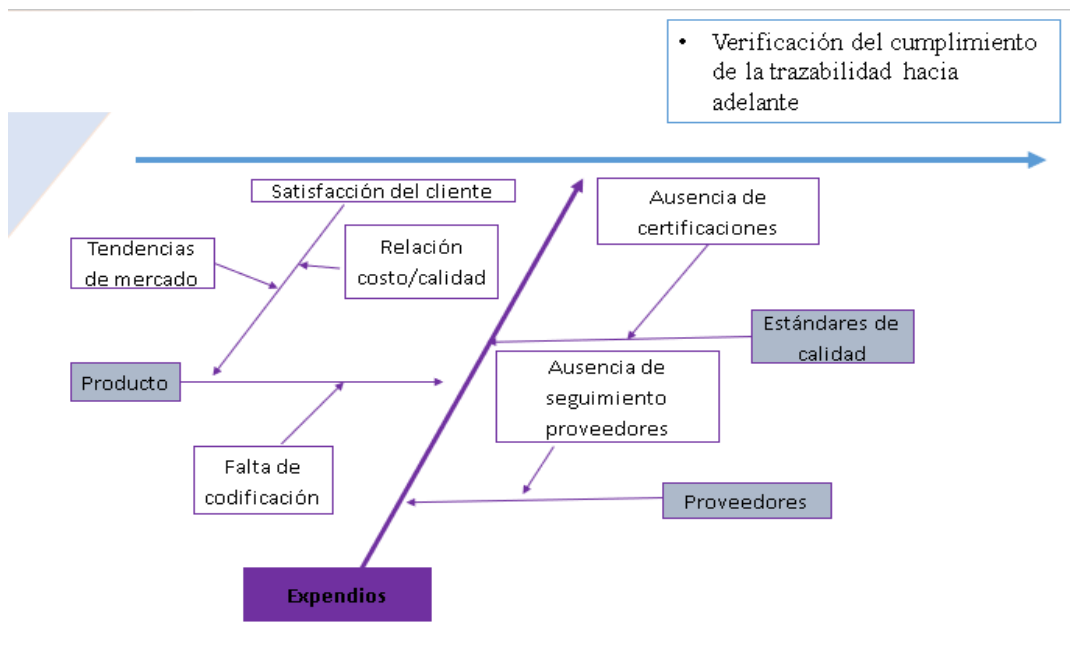 • Verificación del cumplimiento
de la trazabilidad hacia
adelante
Satisfacción del cliente
Ausencia de
certificaciones
Tendencias
de mercado
Relación
costo/calidad
Estándares de
calidad
Producto
Ausencia de
seguimiento
proveedores
Falta de
codificación
Proveedores
Expendios